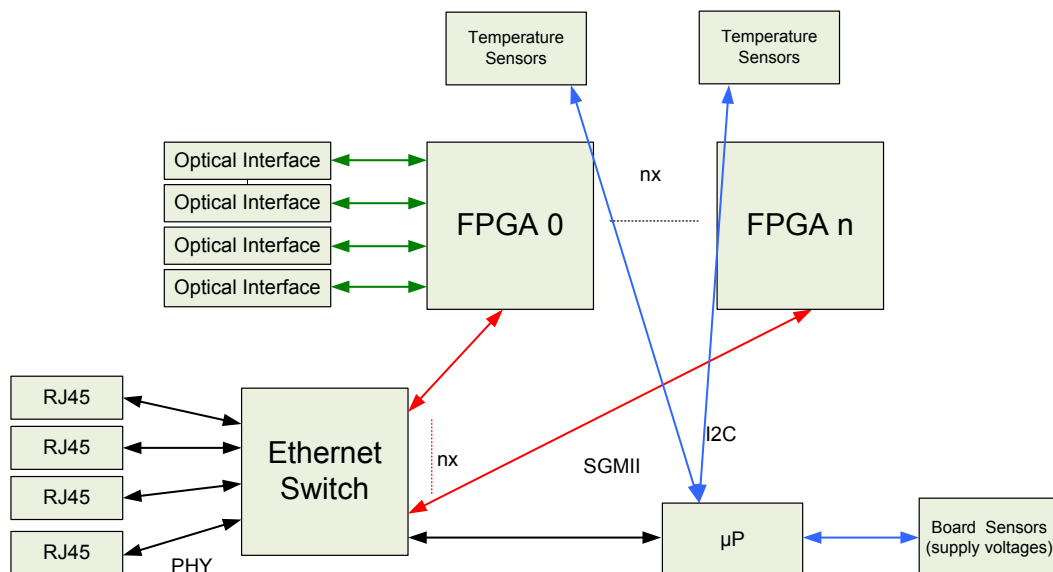 Temperature
Sensors
Temperature
Sensors
Optical Interface
Optical Interface
Optical Interface
Optical Interface
FPGA 0
nx
FPGA n
RJ45
RJ45
RJ45
RJ45
Ethernet
Switch
nx
SGMII
I2C
PHY
µP
Board Sensors
(supply voltages)